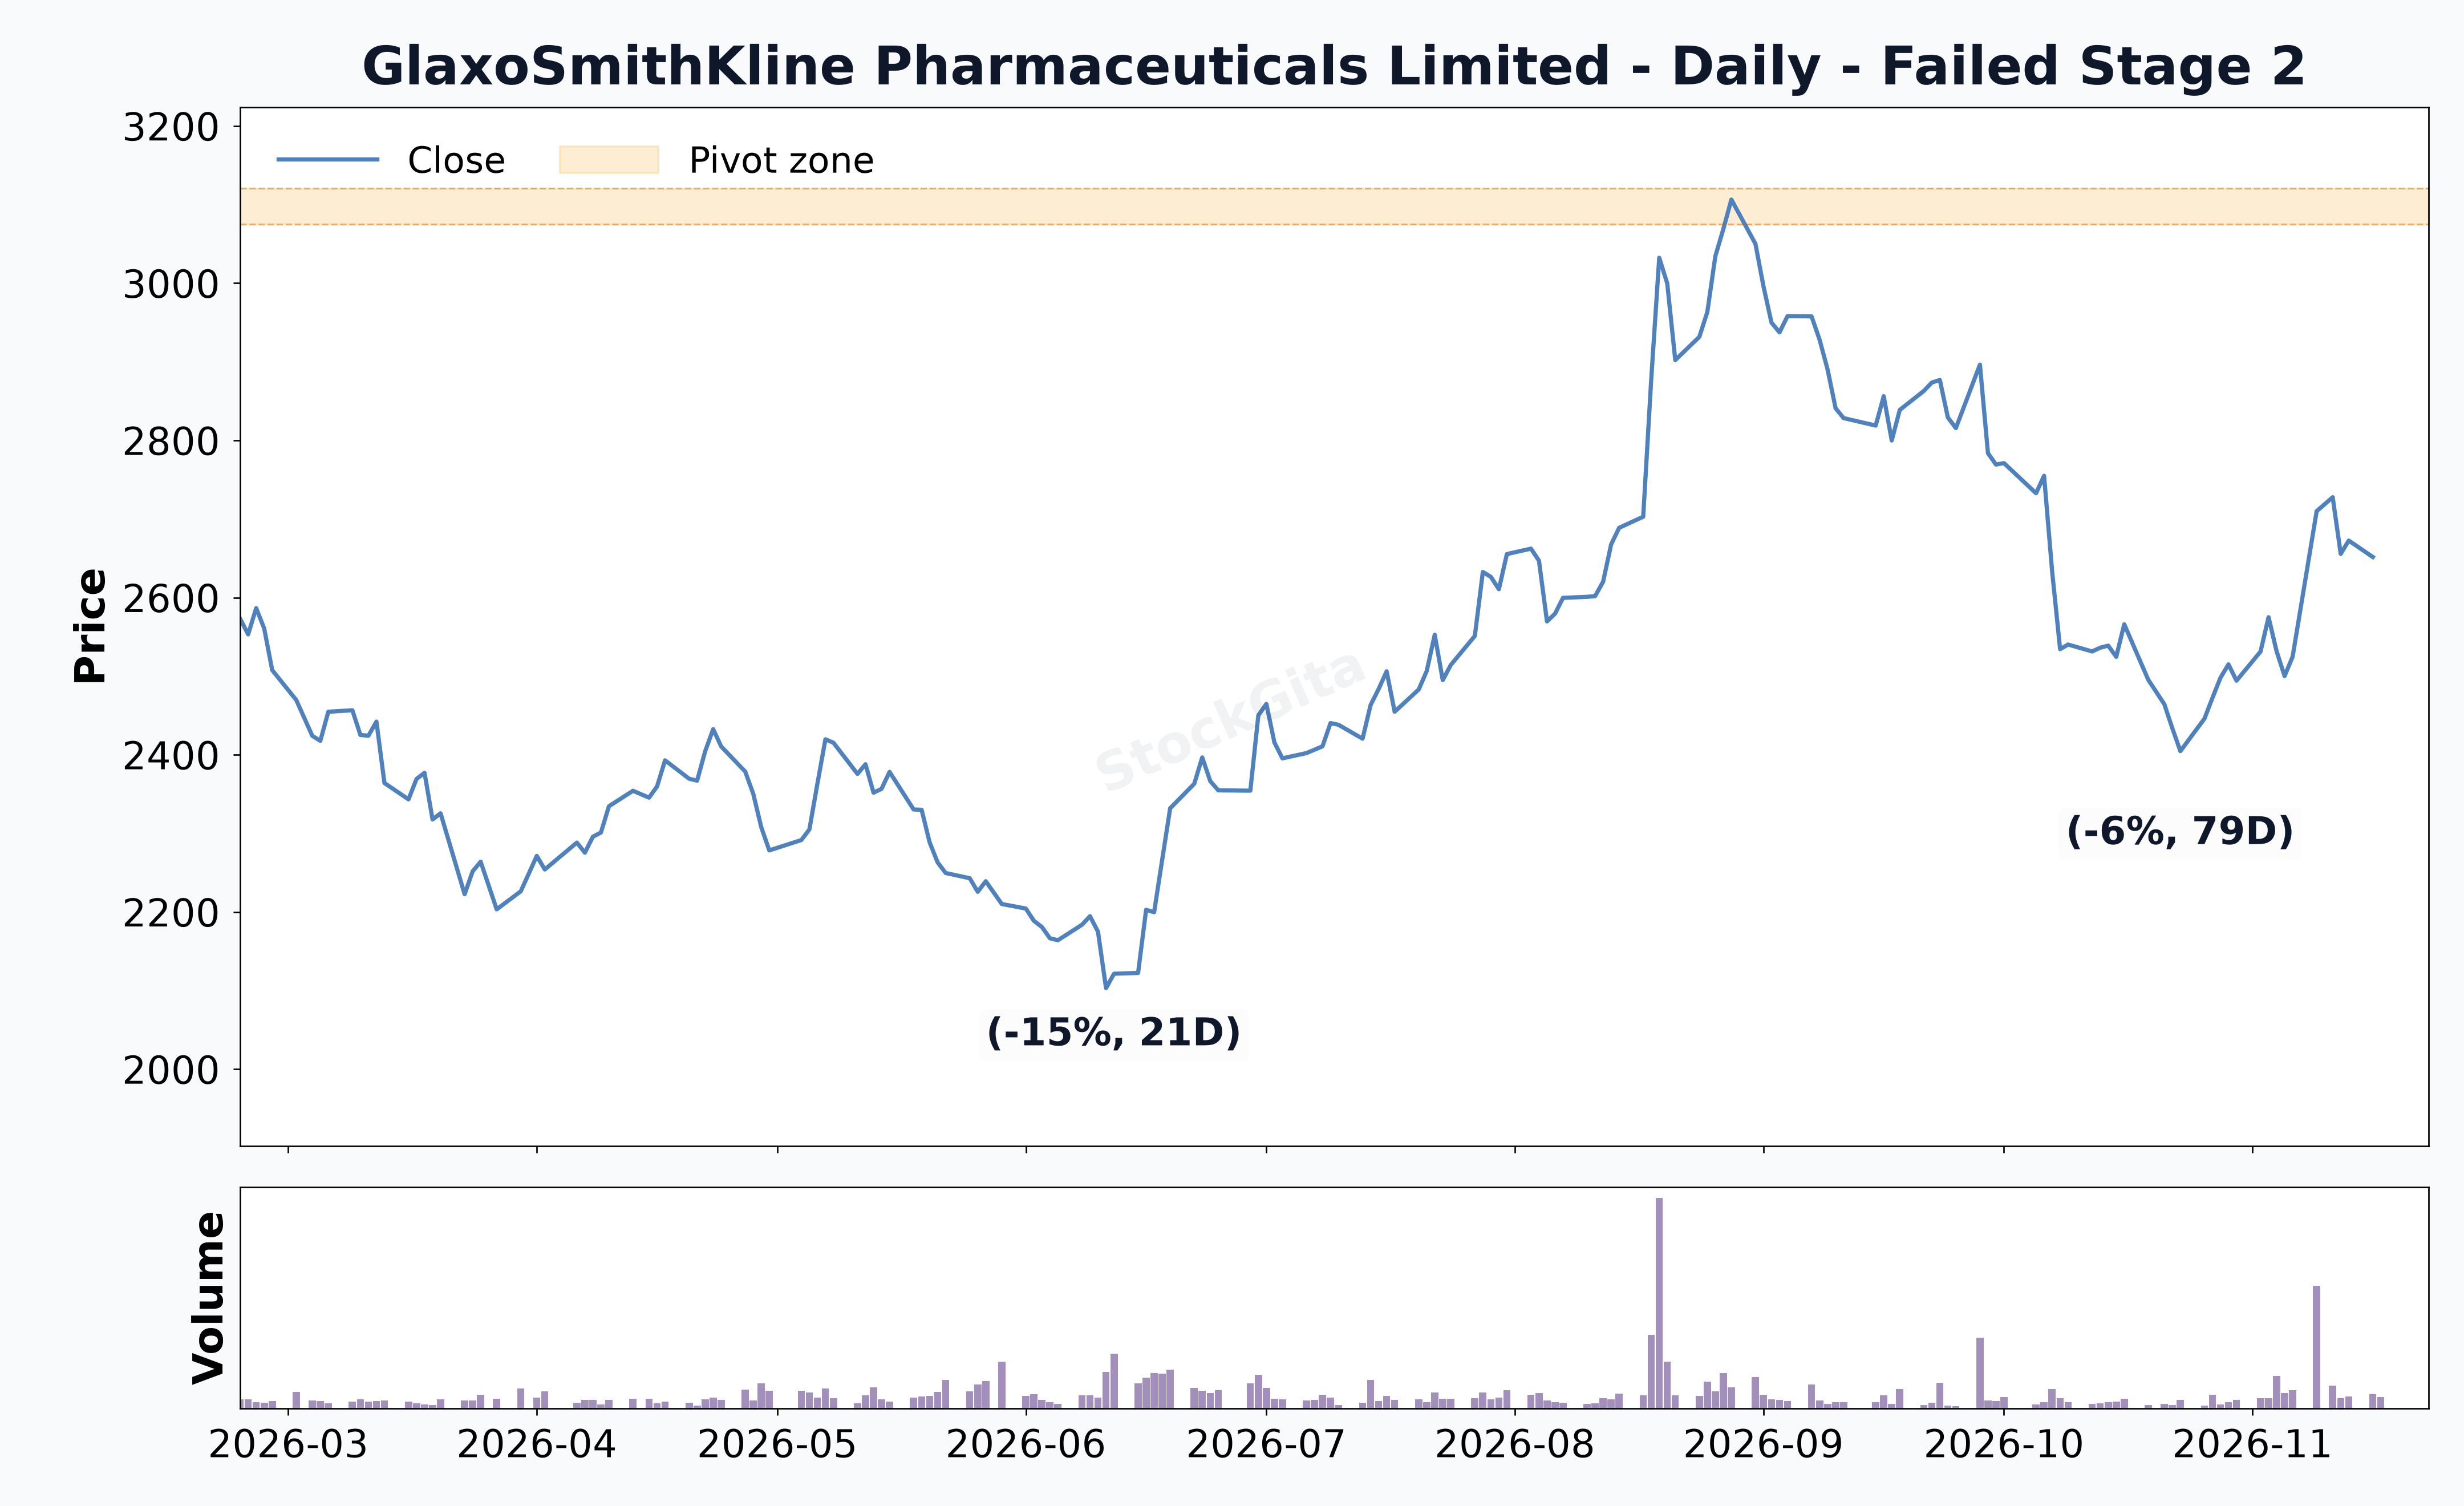 GlaxoSmithKline Pharmaceuticals Limited - Daily - Failed Stage 2
Close
Pivot zone
Price
3200
3000
2800
2600
2400
2200
2000
StockGita
(-6%, 79D)
(-15%, 21D)
Volume
2026-03
2026-04
2026-05
2026-06
2026-07
2026-08
2026-09
2026-10
2026-11